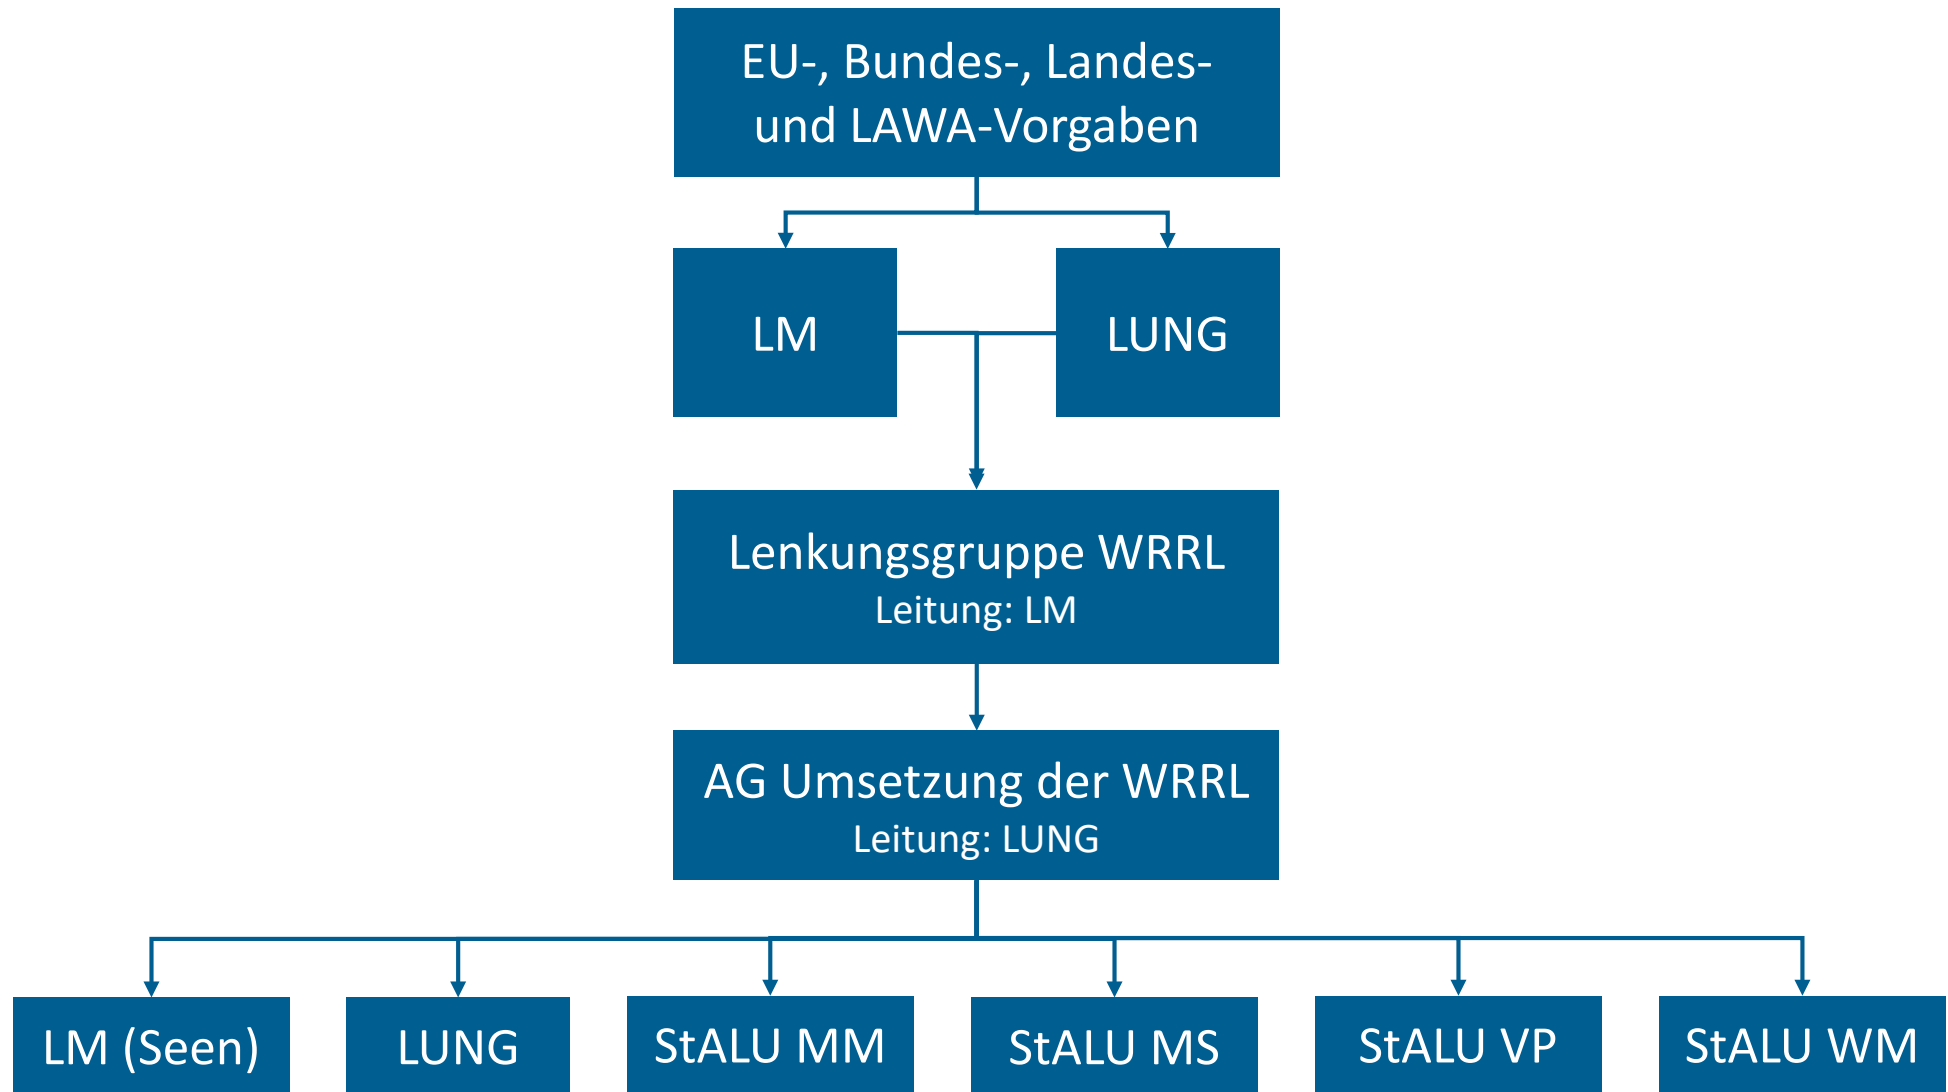 EU-, Bundes-, Landes-
und LAWA-Vorgaben
LM
LUNG
Lenkungsgruppe WRRL
Leitung: LM
AG Umsetzung der WRRL
Leitung: LUNG
LM (Seen)
LUNG
StALU MM
StALU MS
StALU VP
StALU WM